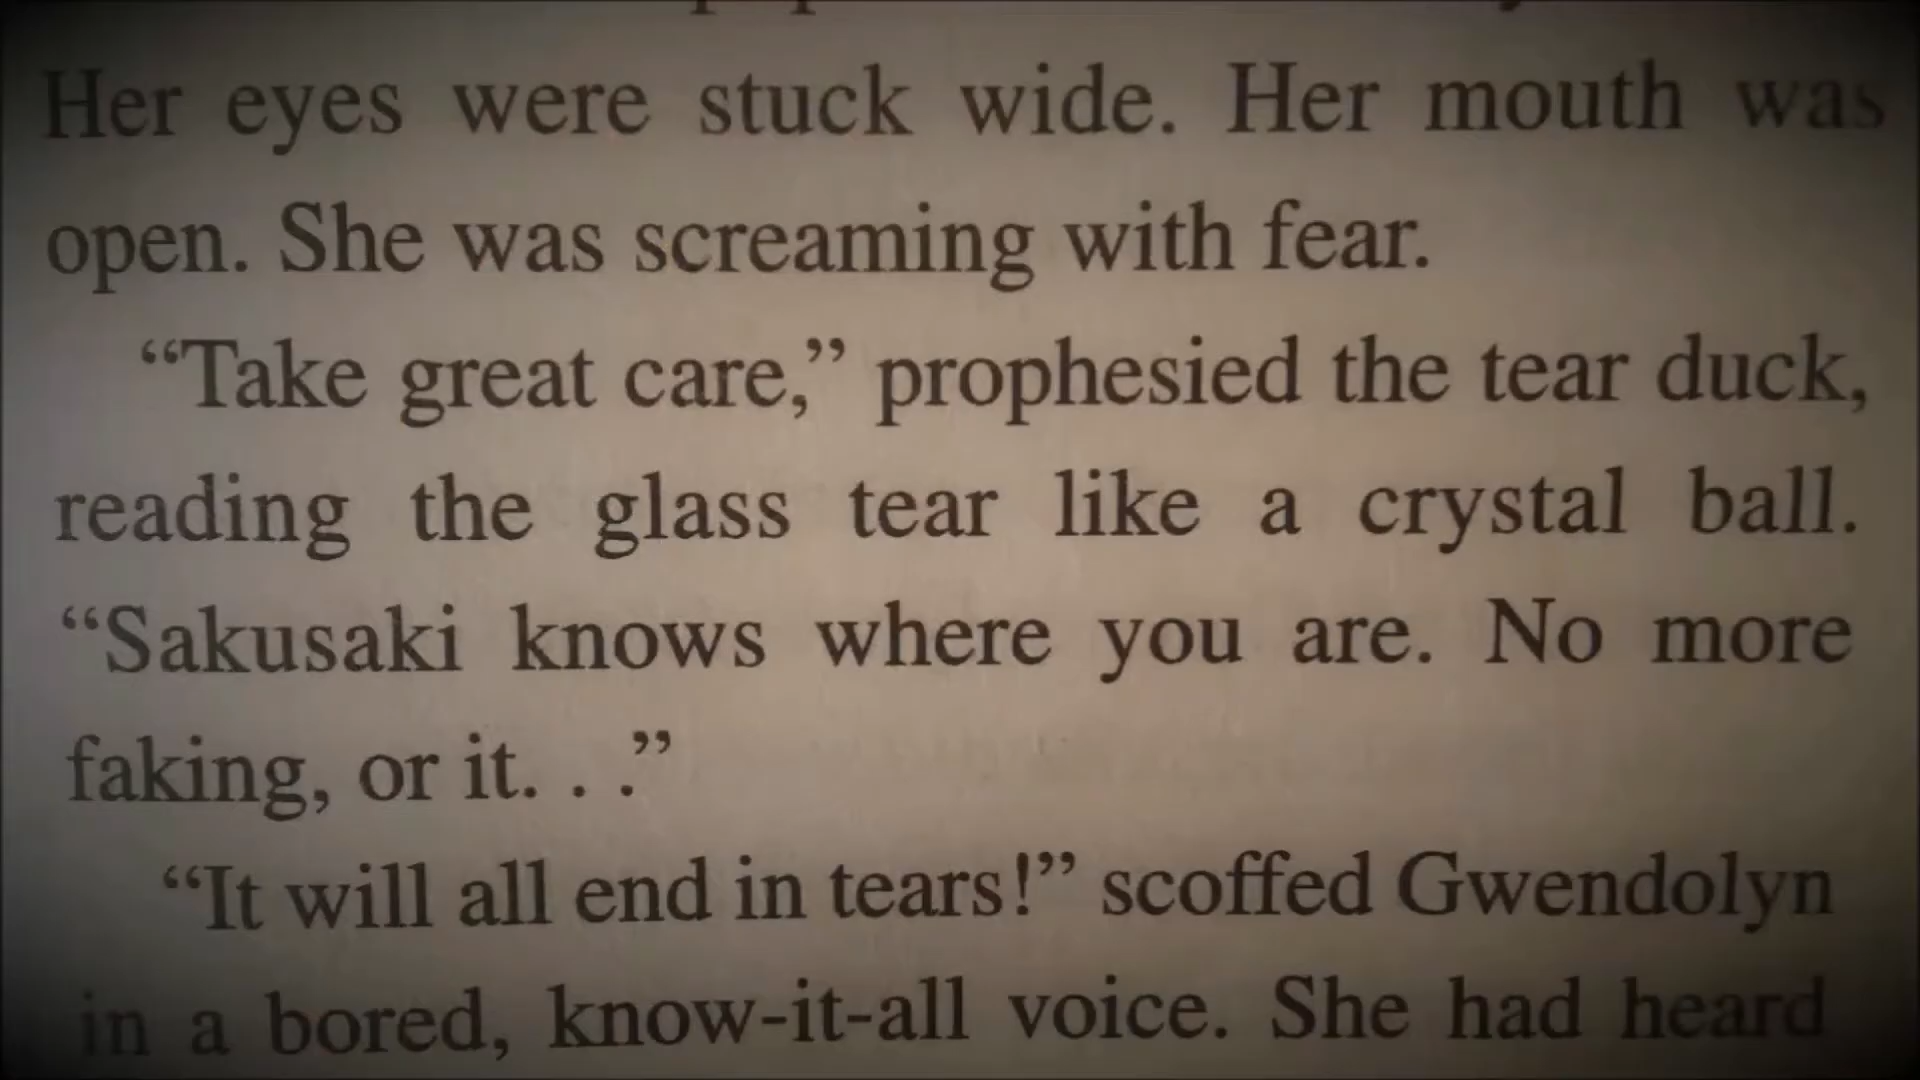 Her eyes were stuck wide. Her mouth was
open. She was screaming with fear.
“Take great care,” prophesied the tear duck,
reading the glass tear like a crystal ball.
“Sakusaki knows where you are. No more
faking, or it. . .”
“It will all end in tears!” scoffed Gwendolyn
in a bored, know-it-all voice. She had heard